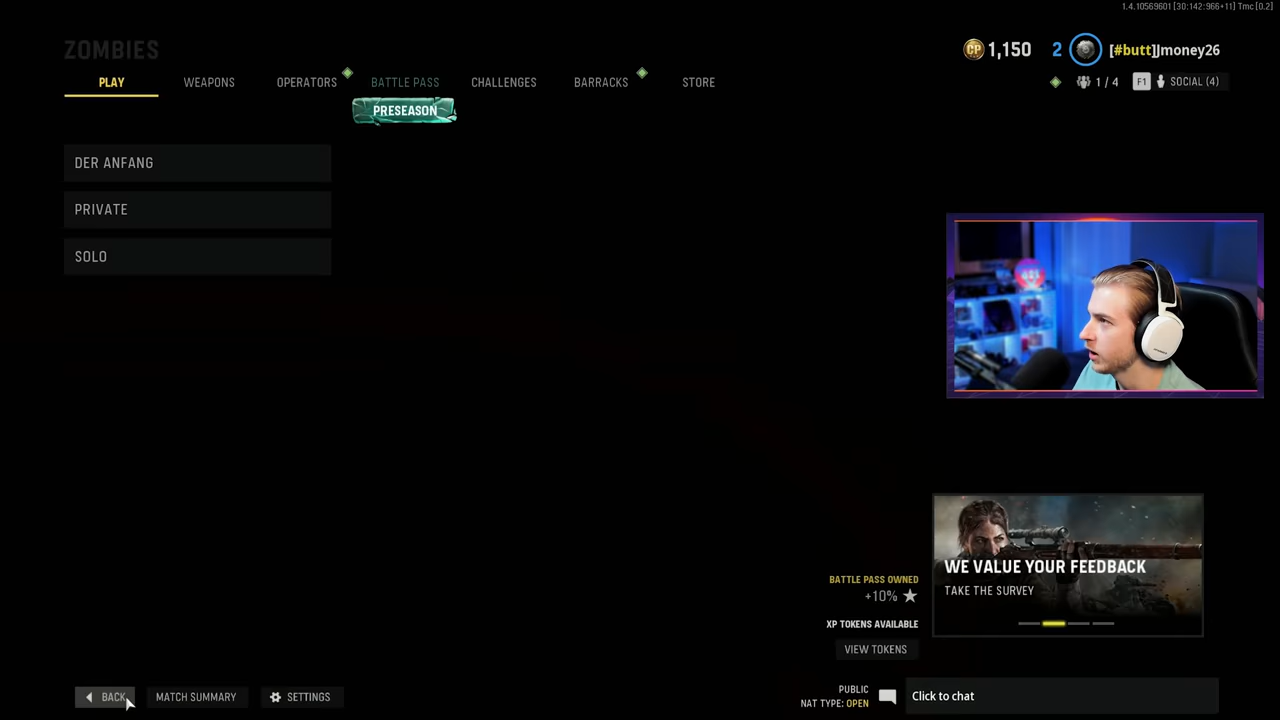 1.4.10569601 [30:142:966+11] Tmc[0.2]
ZOMBIES
1,150 2 [#butt]Jmoney26
PLAY WEAPONS OPERATORS BATTLE PASS CHALLENGES BARRACKS STORE
1 / 4 F1 SOCIAL (4)
PRESEASON
DER ANFANG
PRIVATE
SOLO
WE VALUE YOUR FEEDBACK
TAKE THE SURVEY
BATTLE PASS OWNED
+10%
XP TOKENS AVAILABLE
VIEW TOKENS
BACK MATCH SUMMARY SETTINGS
PUBLIC
NAT TYPE: OPEN
Click to chat